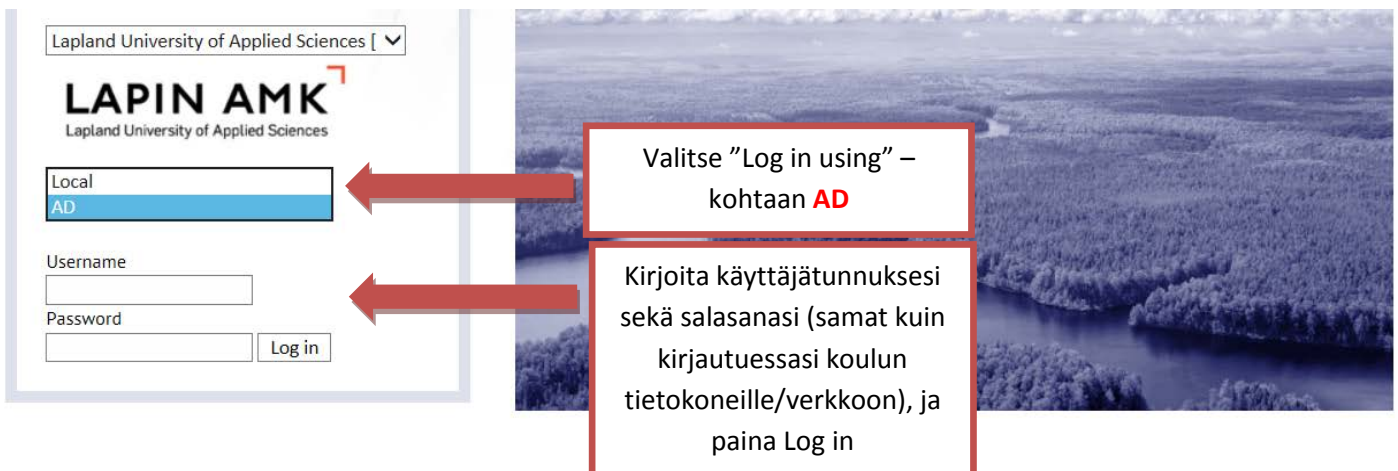 Lapland University of Applied Sciences [
LAPIN AMK
Lapland University of Applied Sciences
Local
AD
Username
Password
Log in
Valitse ”Log in using” –
kohtaan AD
Kirjoita käyttäjätunnuksesi
sekä salasanasi (samat kuin
kirjautuessasi koulun
tietokoneille/verkkoon), ja
paina Log in